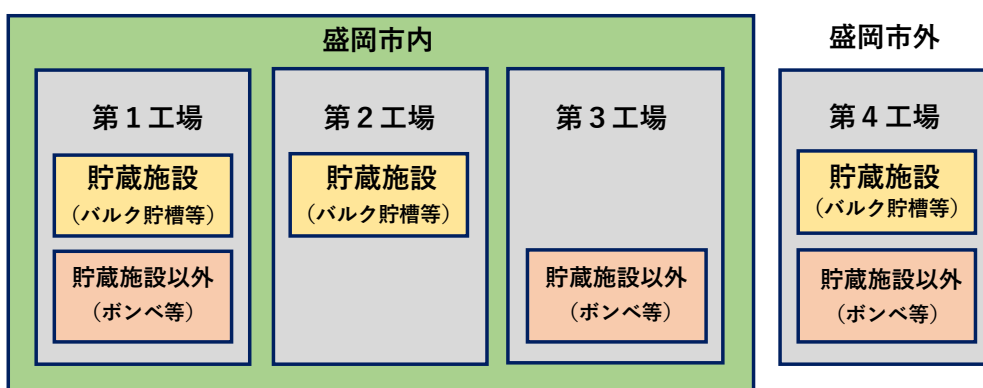 盛岡市内
第１工場
貯蔵施設
（バルク貯槽等）
貯蔵施設以外
（ボンベ等）
第２工場
貯蔵施設
（バルク貯槽等）
第３工場
貯蔵施設以外
（ボンベ等）
盛岡市外
第４工場
貯蔵施設
（バルク貯槽等）
貯蔵施設以外
（ボンベ等）